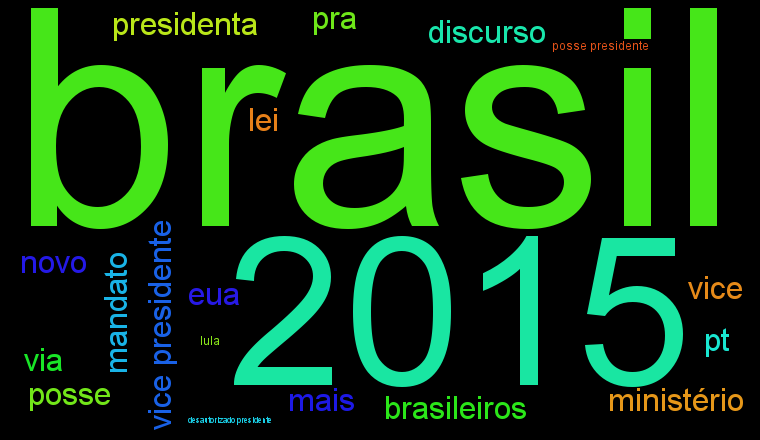 presidenta
pra
discurso
posse presidente
brasil
lei
novo
mandato
vice presidente
eua
2015
vice
lula
pt
via
posse
mais
brasileiros
ministério
desautorizado presidente